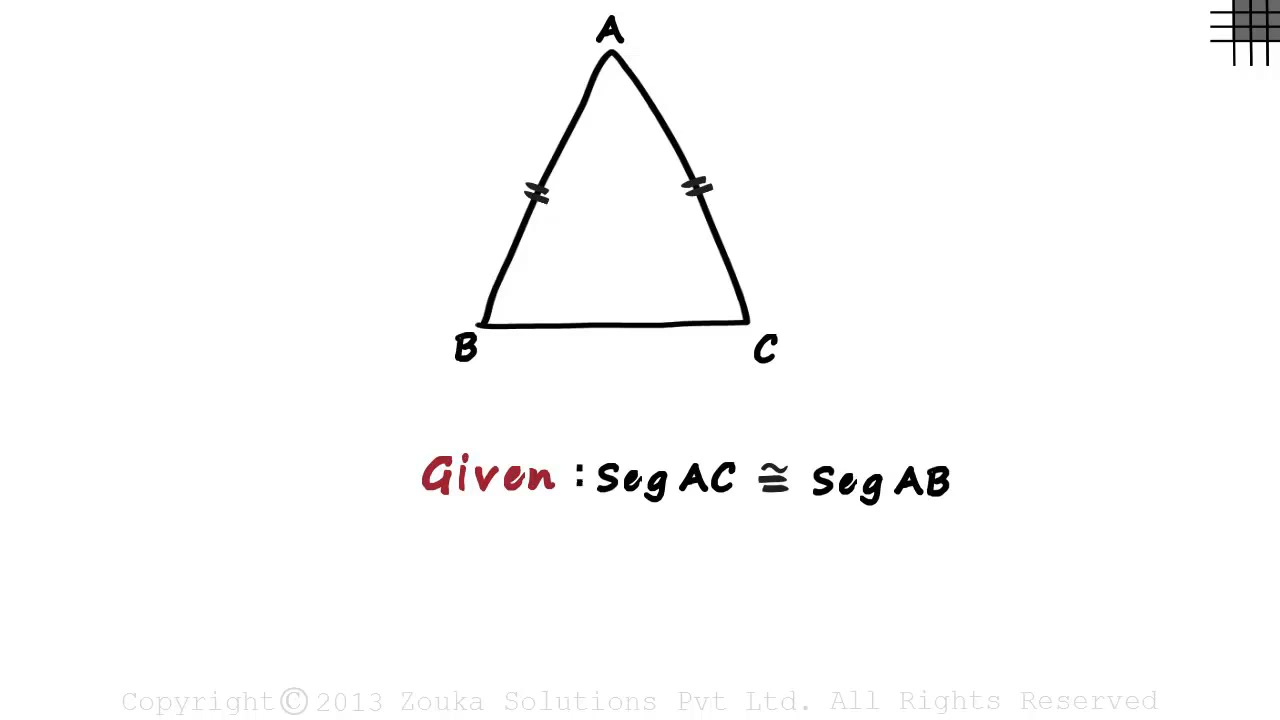 A
B
C
Given : Seg AC ≅ Seg AB
Copyright © 2013 Zouka Solutions Pvt Ltd. All Rights Reserved